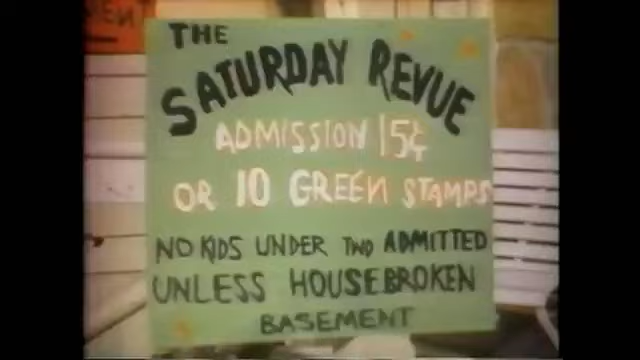 THE
SATURDAY REVUE
ADMISSION 15¢
OR 10 GREEN STAMPS
NO KIDS UNDER TWO ADMITTED
UNLESS HOUSEBROKEN
BASEMENT